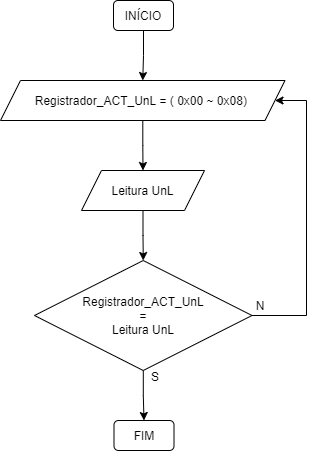 INÍCIO
Registrador_ACT_UnL = ( 0x00 ~ 0x08)
Leitura UnL
Registrador_ACT_UnL
=
Leitura UnL
N
S
FIM